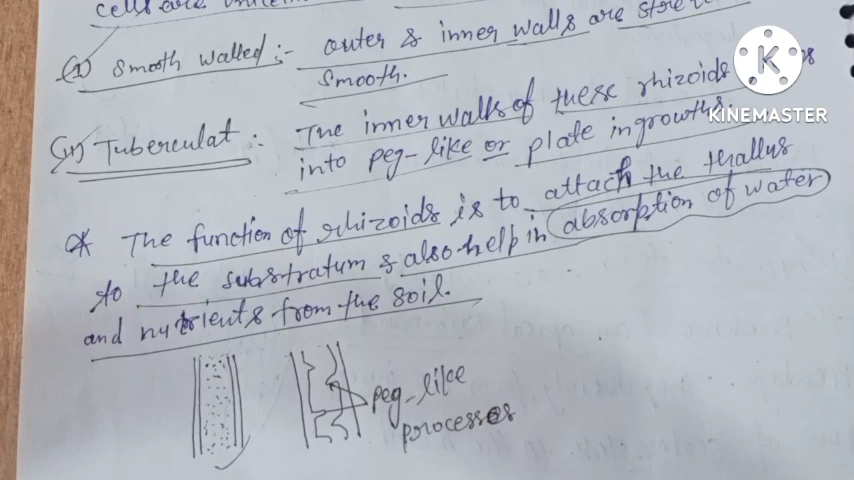 cells are
(i) Smooth walled :- outer & inner walls are
smooth.
(ii) Tuberculat :- The inner walls of these rhizoids
into peg-like or plate ingrowths.
* The function of rhizoids is to attach the thallus
to the substratum & also help in absorption of water
and nutrients from the soil.
peg-like
processes
K
KINEMASTER